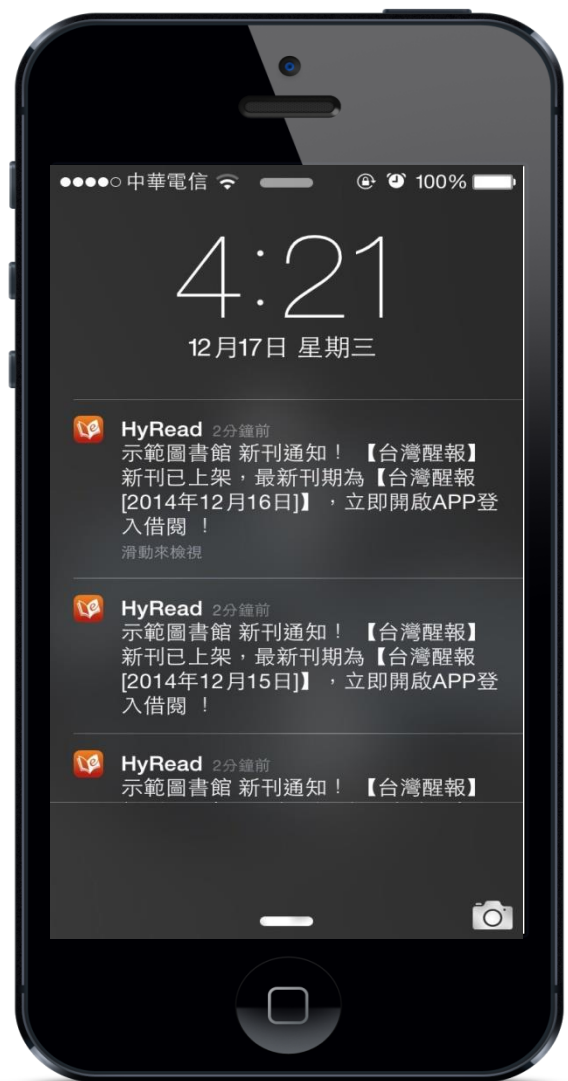 中華電信 100%
4:21
12月17日 星期三
HyRead 2分鐘前
示範圖書館 新刊通知！ 【台灣醒報】
新刊已上架，最新刊期為【台灣醒報
[2014年12月16日]】 ，立即開啟APP登
入借閱 ！
滑動來檢視
HyRead 2分鐘前
示範圖書館 新刊通知！ 【台灣醒報】
新刊已上架，最新刊期為【台灣醒報
[2014年12月15日]】 ，立即開啟APP登
入借閱 ！
HyRead 2分鐘前
示範圖書館 新刊通知！ 【台灣醒報】